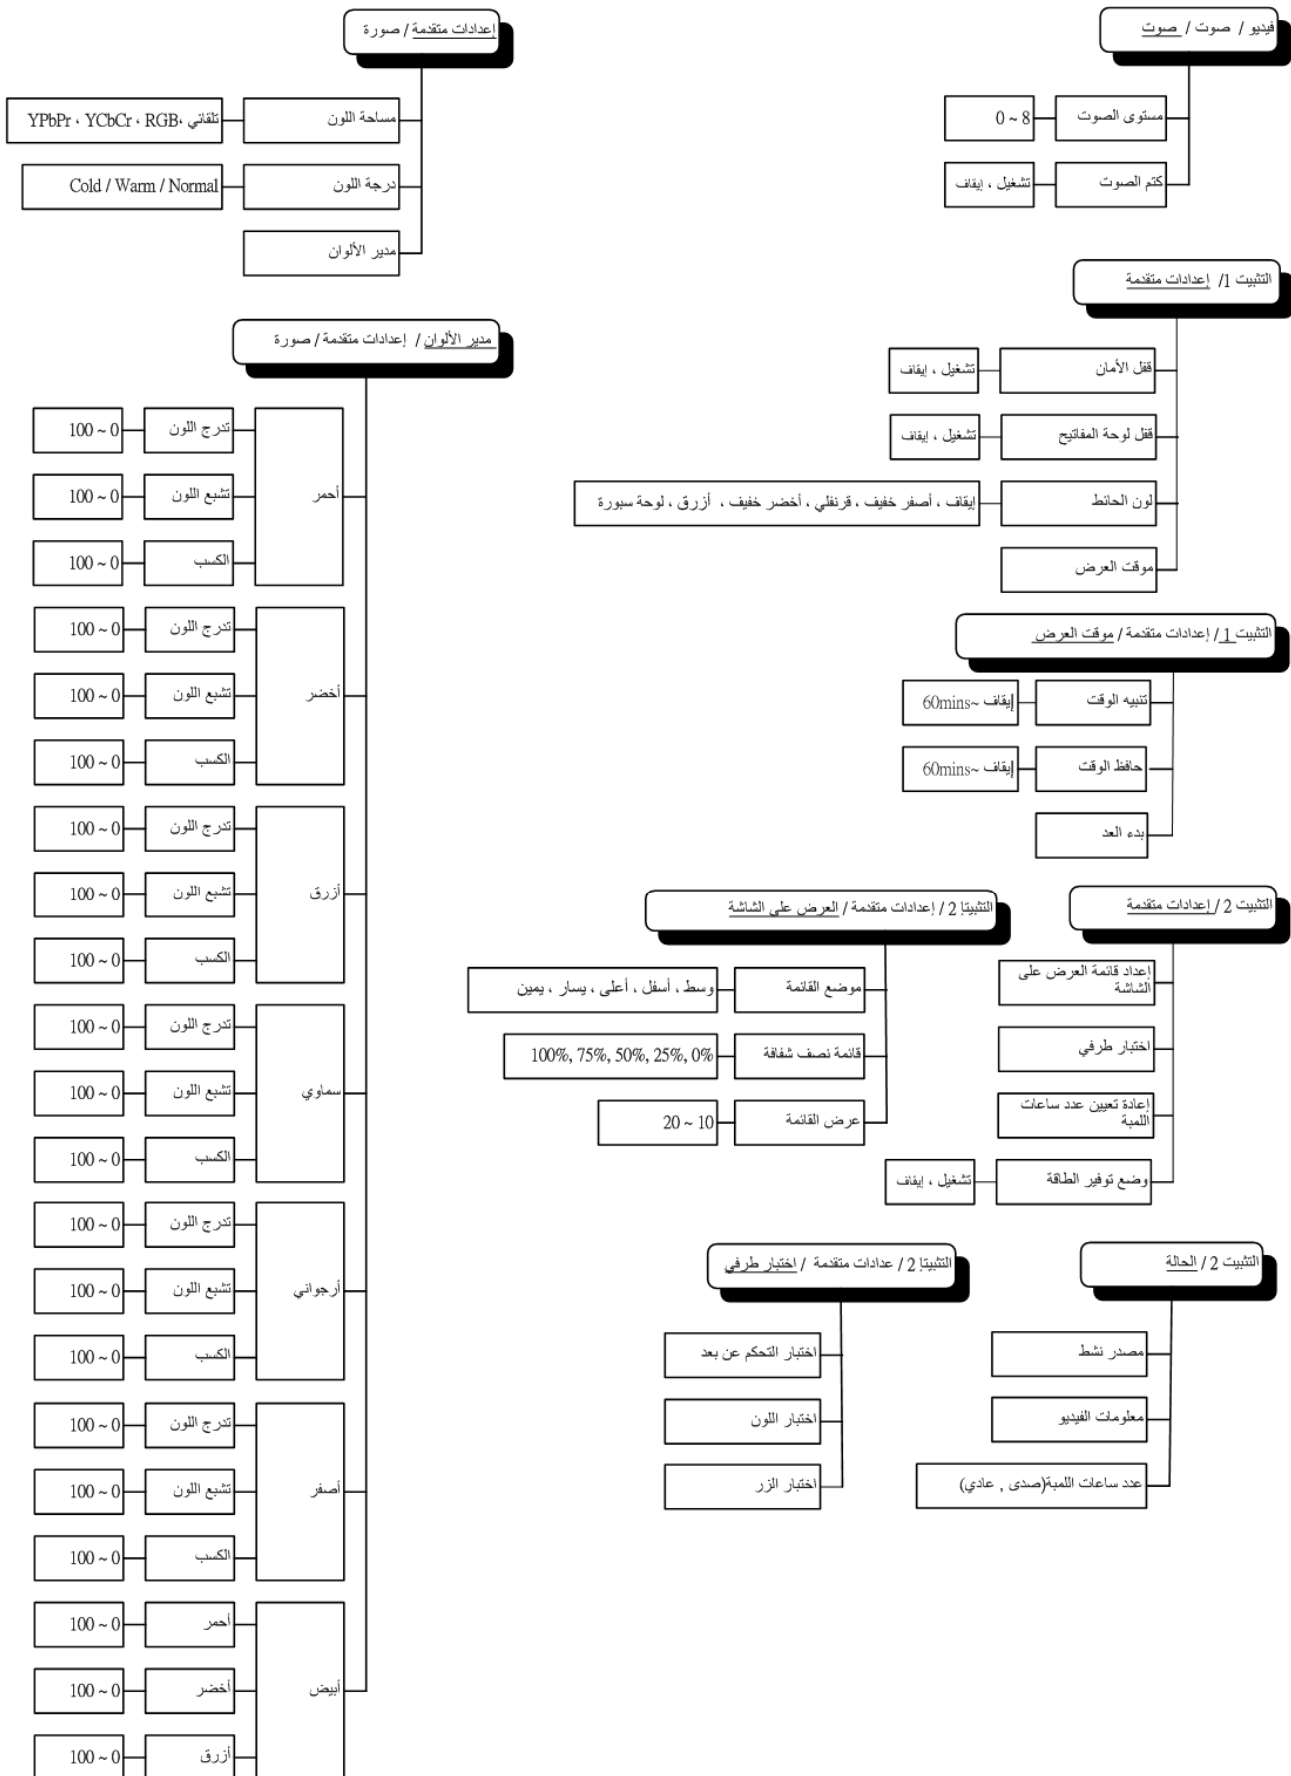 فيديو / صوت / صوت
مستوى الصوت
0 ~ 8
كتم الصوت
تشغيل ، إيقاف
التثبيت 1/ إعدادات متقدمة
قفل الأمان
تشغيل ، إيقاف
قفل لوحة المفاتيح
تشغيل ، إيقاف
لون الحائط
إيقاف ، أصفر خفيف ، قرنفلي ، أخضر خفيف ، أزرق ، لوحة سبورة
موقت العرض
التثبيت 1 / إعدادات متقدمة / موقت العرض
تنبيه الوقت
إيقاف ~60mins
حافظ الوقت
إيقاف ~60mins
بدء العد
التثبيت 2 / إعدادات متقدمة
إعداد قائمة العرض على
الشاشة
اختبار طرفي
إعادة تعيين عدد ساعات
اللمبة
وضع توفير الطاقة
تشغيل ، إيقاف
التثبيتا 2 / إعدادات متقدمة / العرض على الشاشة
موضع القائمة
وسط ، أسفل ، أعلى ، يسار ، يمين
قائمة نصف شفافة
100%, 75%, 50%, 25%, 0%
عرض القائمة
20 ~ 10
التثبيت 2 / الحالة
مصدر نشط
معلومات الفيديو
عدد ساعات اللمبة(صدى , عادي)
التثبيتا 2 / عدادات متقدمة / اختبار طرفي
اختبار التحكم عن بعد
اختبار اللون
اختبار الزر
إعدادات متقدمة / صورة
مساحة اللون
تلقائي ،YPbPr ، YCbCr ، RGB
درجة اللون
Cold / Warm / Normal
مدير الألوان
مدير الألوان / إعدادات متقدمة / صورة
أحمر
تدرج اللون
100 ~ 0
تشبع اللون
100 ~ 0
الكسب
100 ~ 0
أخضر
تدرج اللون
100 ~ 0
تشبع اللون
100 ~ 0
الكسب
100 ~ 0
أزرق
تدرج اللون
100 ~ 0
تشبع اللون
100 ~ 0
الكسب
100 ~ 0
سماوي
تدرج اللون
100 ~ 0
تشبع اللون
100 ~ 0
الكسب
100 ~ 0
أرجواني
تدرج اللون
100 ~ 0
تشبع اللون
100 ~ 0
الكسب
100 ~ 0
أصفر
تدرج اللون
100 ~ 0
تشبع اللون
100 ~ 0
الكسب
100 ~ 0
أبيض
أحمر
100 ~ 0
أخضر
100 ~ 0
أزرق
100 ~ 0